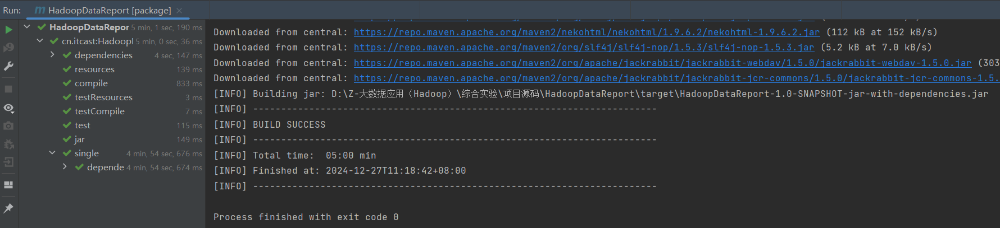 Run: HadoopDataReport [package]
HadoopDataRepor 5 min, 1 sec, 190 ms
cn.itcast:Hadoop 5 min, 0 sec, 36 ms
dependencies 4 sec, 147 ms
resources 139 ms
compile 833 ms
testResources 3 ms
testCompile 7 ms
test 115 ms
jar 149 ms
single 4 min, 54 sec, 676 ms
depende 4 min, 54 sec, 674 ms
Downloaded from central: https://repo.maven.apache.org/maven2/nekohtml/nekohtml/1.9.6.2/nekohtml-1.9.6.2.jar (112 kB at 152 kB/s)
Downloaded from central: https://repo.maven.apache.org/maven2/org/slf4j/slf4j-nop/1.5.3/slf4j-nop-1.5.3.jar (5.2 kB at 7.0 kB/s)
Downloaded from central: https://repo.maven.apache.org/maven2/org/apache/jackrabbit/jackrabbit-webdav/1.5.0/jackrabbit-webdav-1.5.0.jar (303
Downloaded from central: https://repo.maven.apache.org/maven2/org/apache/jackrabbit/jackrabbit-jcr-commons/1.5.0/jackrabbit-jcr-commons-1.5.
[INFO] Building jar: D:\Z-大数据应用（Hadoop）\综合实验\项目源码\HadoopDataReport\target\HadoopDataReport-1.0-SNAPSHOT-jar-with-dependencies.jar
[INFO] ------------------------------------------------------------------------
[INFO] BUILD SUCCESS
[INFO] ------------------------------------------------------------------------
[INFO] Total time:  05:00 min
[INFO] Finished at: 2024-12-27T11:18:42+08:00
[INFO] ------------------------------------------------------------------------
Process finished with exit code 0